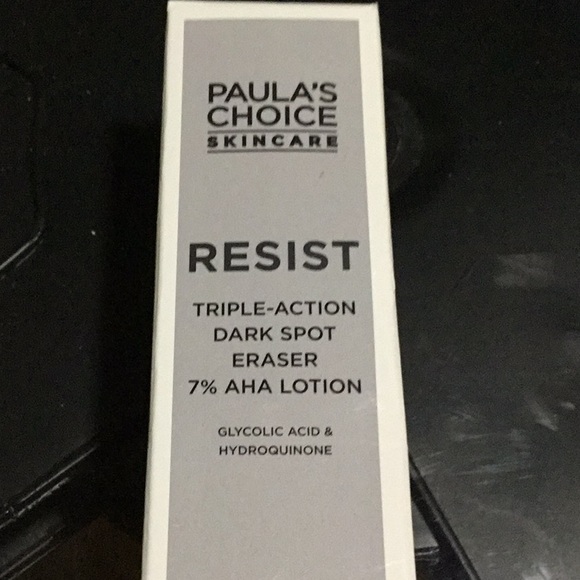 PAULA'S
CHOICE
SKINCARE
RESIST
TRIPLE-ACTION
DARK SPOT
ERASER
7% AHA LOTION
GLYCOLIC ACID &
HYDROQUINONE